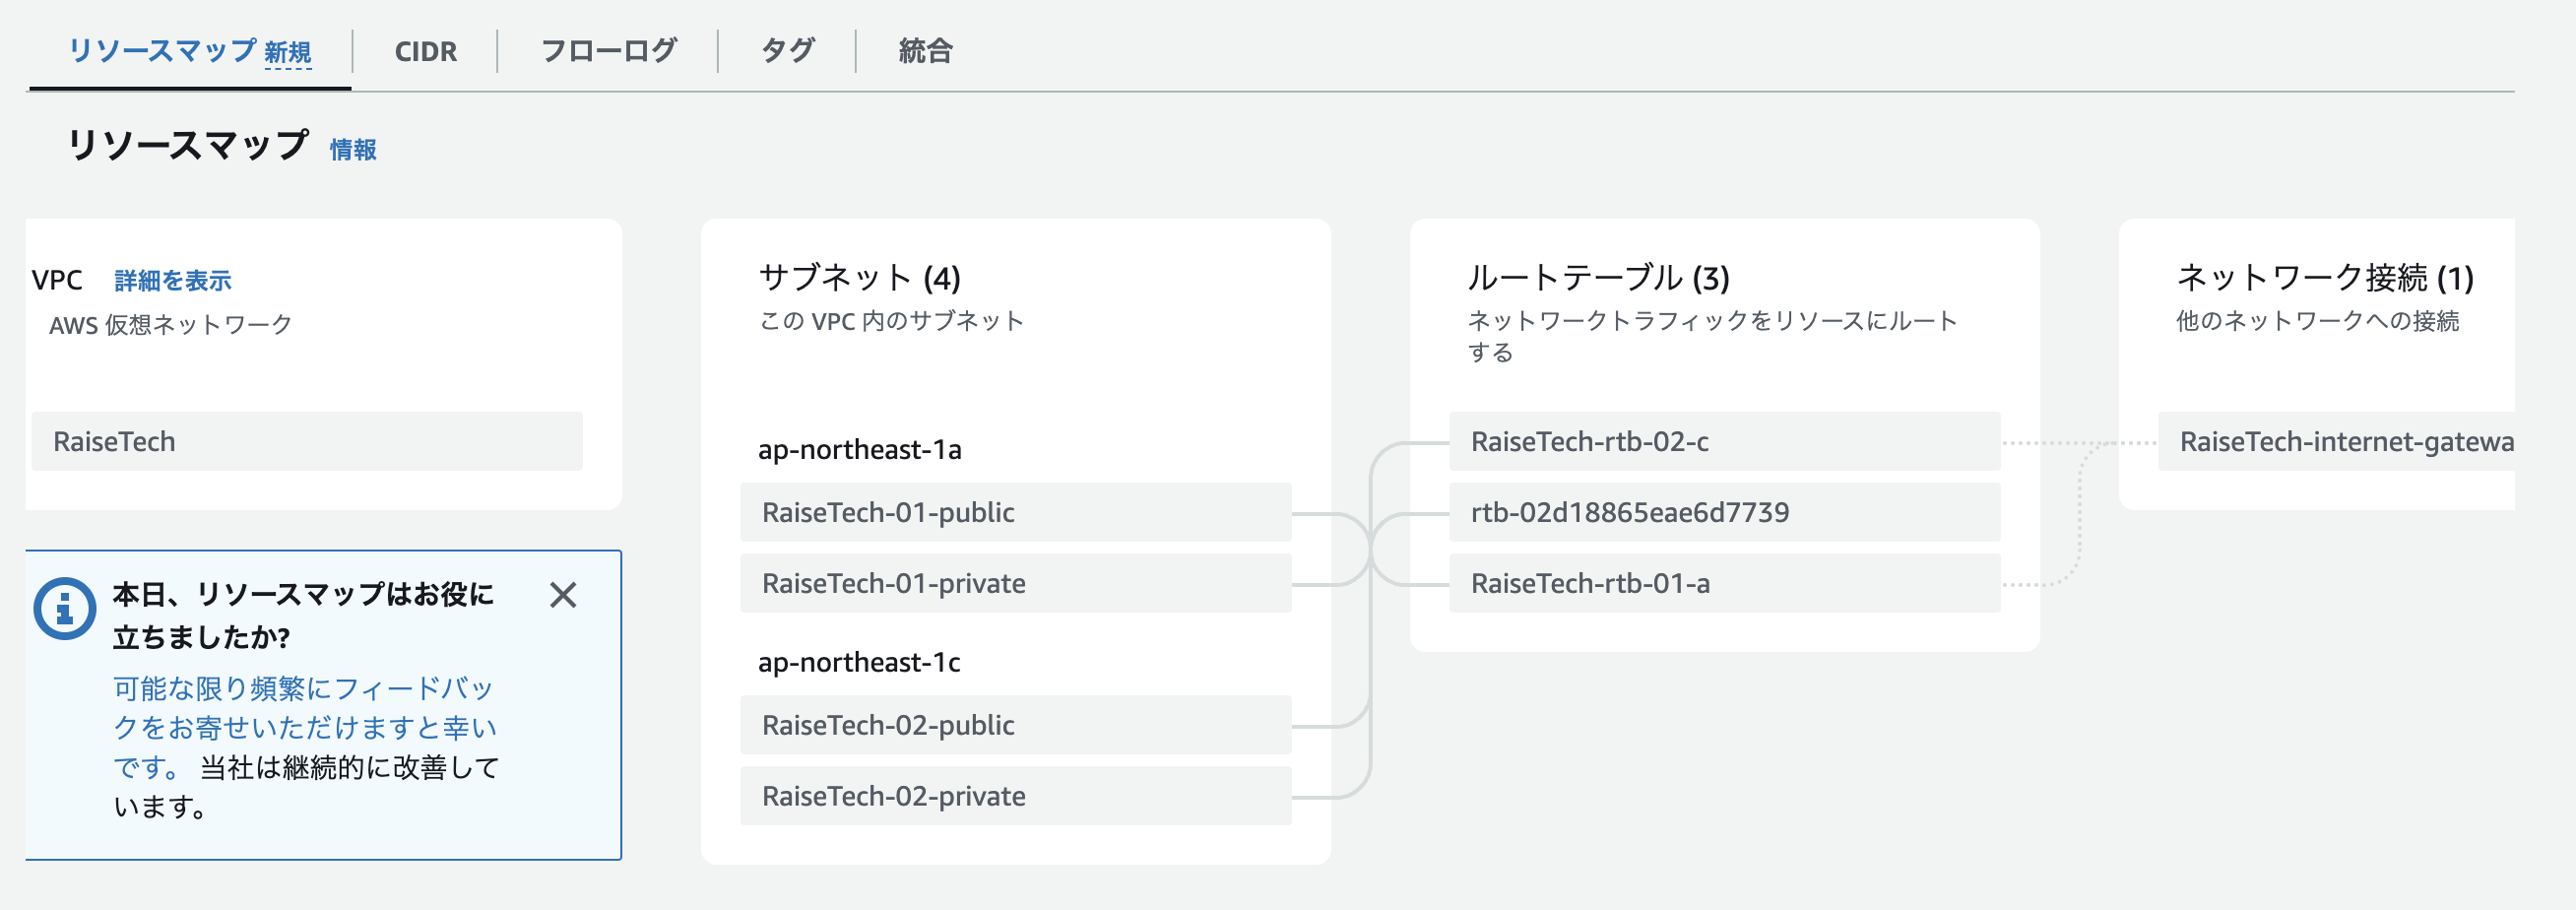 リソースマップ 新規
CIDR
フローログ
タグ
統合
リソースマップ 情報
VPC 詳細を表示
AWS 仮想ネットワーク
RaiseTech
本日、リソースマップはお役に
立ちましたか?
可能な限り頻繁にフィードバッ
クをお寄せいただけますと幸い
です。 当社は継続的に改善して
います。
サブネット (4)
この VPC 内のサブネット
ap-northeast-1a
RaiseTech-01-public
RaiseTech-01-private
ap-northeast-1c
RaiseTech-02-public
RaiseTech-02-private
ルートテーブル (3)
ネットワークトラフィックをリソースにルート
する
RaiseTech-rtb-02-c
rtb-02d18865eae6d7739
RaiseTech-rtb-01-a
ネットワーク接続 (1)
他のネットワークへの接続
RaiseTech-internet-gatewa